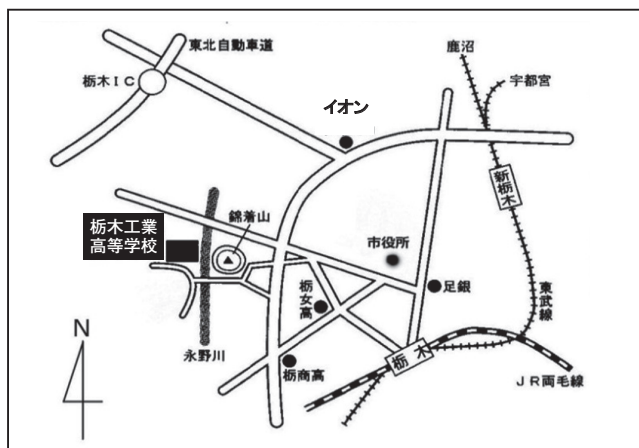 東北自動車道
栃木IC
イオン
鹿沼
宇都宮
新栃木
栃木工業
高等学校
錦着山
市役所
足銀
栃女高
東武線
永野川
栃商高
栃木
JR両毛線
N